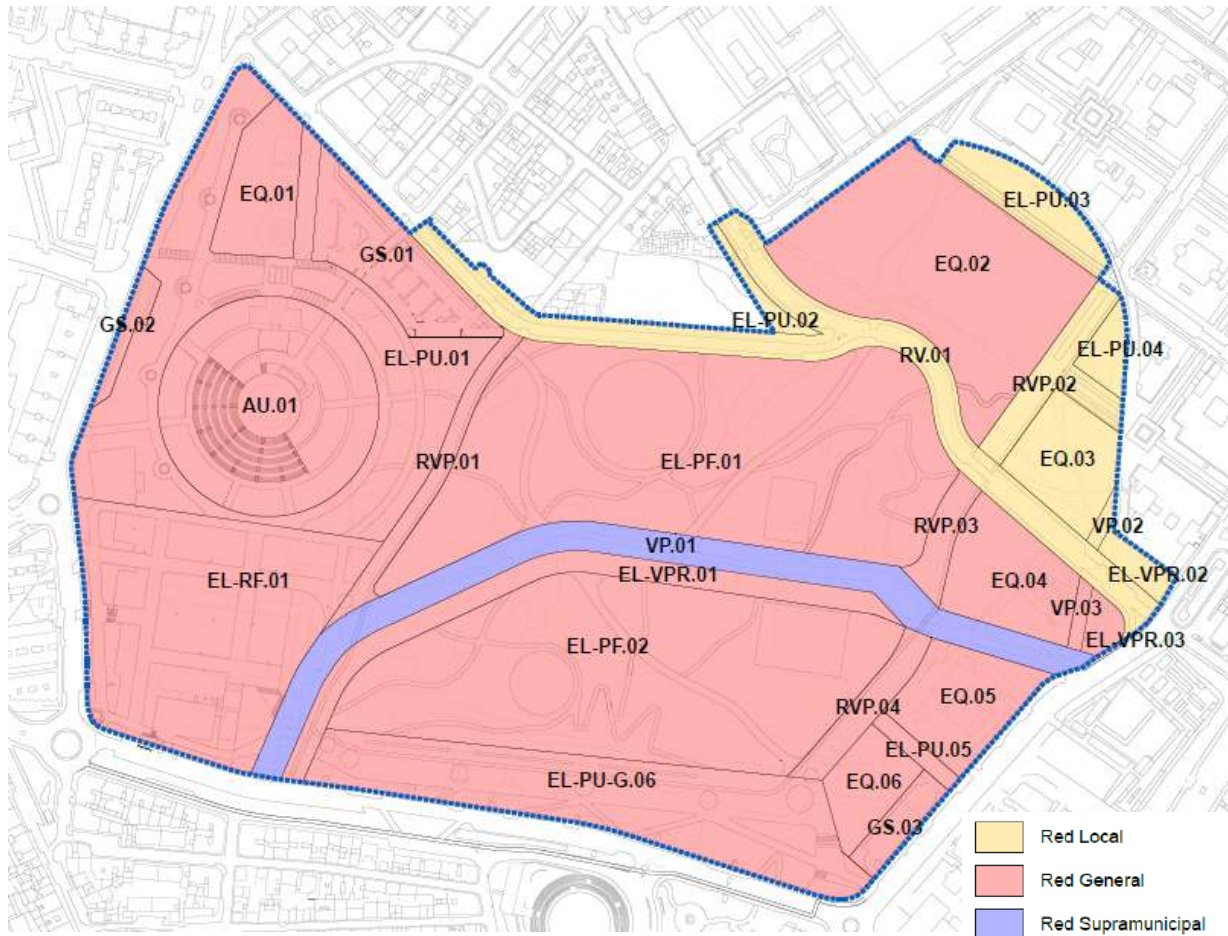 EQ.01
EL-PU.03
GS.01
EQ.02
GS.02
EL-PU.02
EL-PU.01
RV.01
EL-PU.04
RVP.02
AU.01
RVP.01
EL-PF.01
EQ.03
RVP.03
VP.02
VP.01
EL-VPR.01
EL-VPR.02
EL-RF.01
EQ.04
VP.03
EL-PF.02
EL-VPR.03
EQ.05
RVP.04
EL-PU.05
EL-PU-G.06
EQ.06
GS.03
Red Local
Red General
Red Supramunicipal